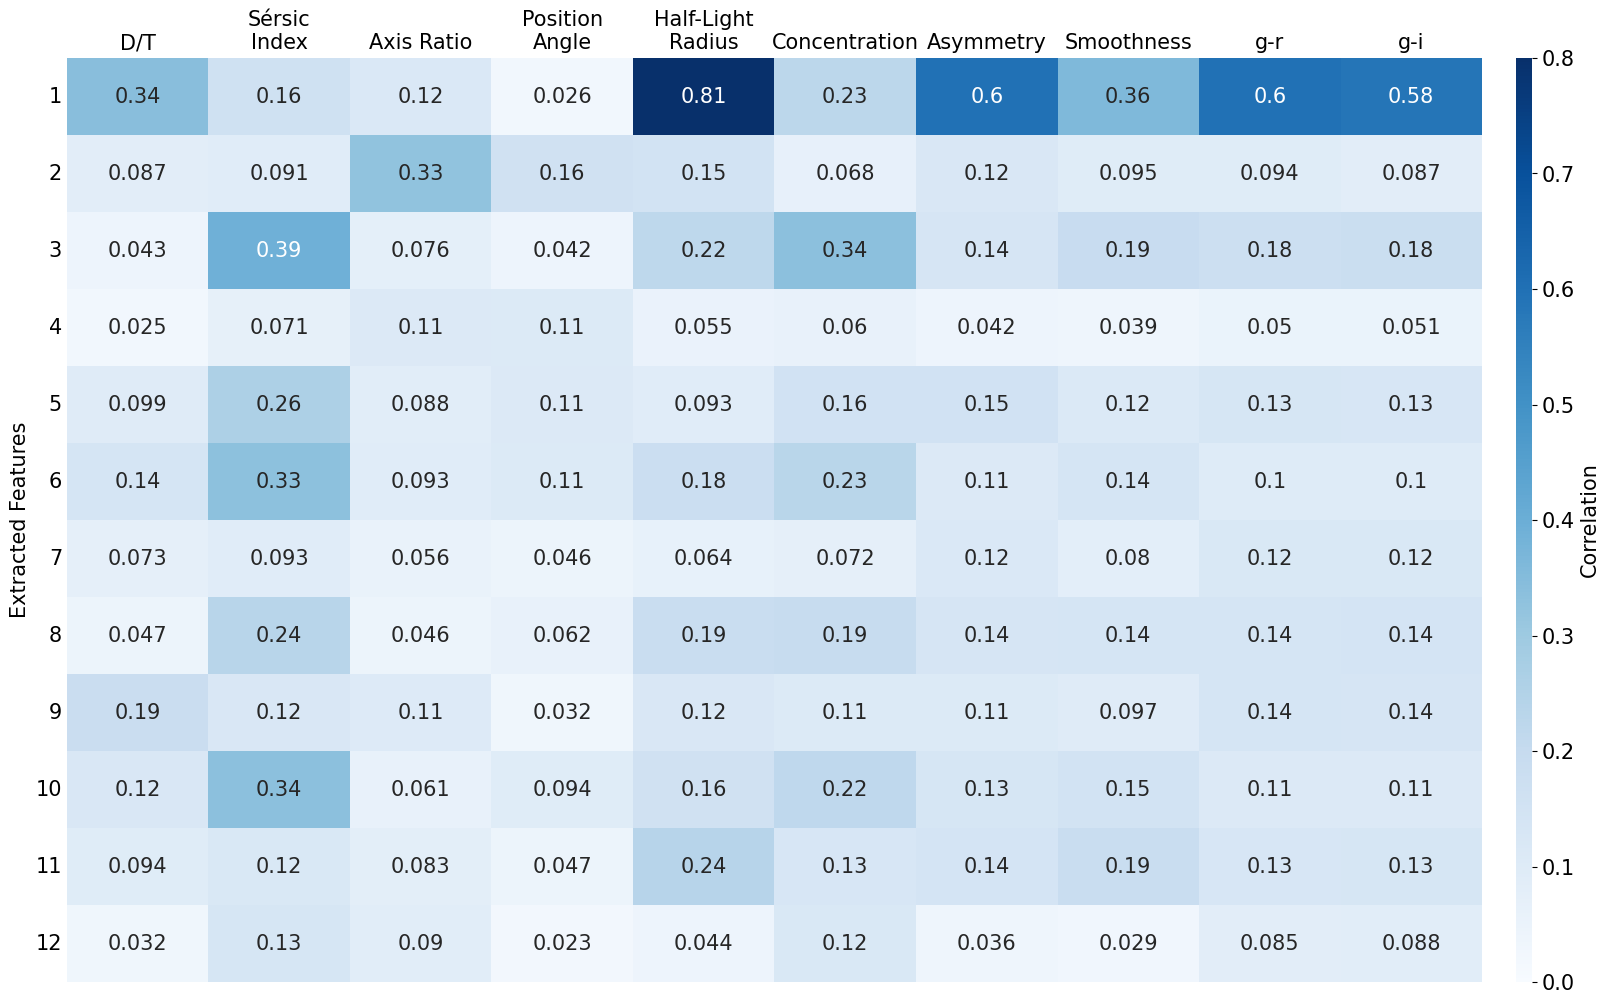 Sérsic Position Half-Light
D/T Index Axis Ratio Angle Radius Concentration Asymmetry Smoothness g-r g-i
1 0.34 0.16 0.12 0.026 0.81 0.23 0.6 0.36 0.6 0.58
2 0.087 0.091 0.33 0.16 0.15 0.068 0.12 0.095 0.094 0.087
3 0.043 0.39 0.076 0.042 0.22 0.34 0.14 0.19 0.18 0.18
4 0.025 0.071 0.11 0.11 0.055 0.06 0.042 0.039 0.05 0.051
5 0.099 0.26 0.088 0.11 0.093 0.16 0.15 0.12 0.13 0.13
6 0.14 0.33 0.093 0.11 0.18 0.23 0.11 0.14 0.1 0.1
7 0.073 0.093 0.056 0.046 0.064 0.072 0.12 0.08 0.12 0.12
8 0.047 0.24 0.046 0.062 0.19 0.19 0.14 0.14 0.14 0.14
9 0.19 0.12 0.11 0.032 0.12 0.11 0.11 0.097 0.14 0.14
10 0.12 0.34 0.061 0.094 0.16 0.22 0.13 0.15 0.11 0.11
11 0.094 0.12 0.083 0.047 0.24 0.13 0.14 0.19 0.13 0.13
12 0.032 0.13 0.09 0.023 0.044 0.12 0.036 0.029 0.085 0.088
Extracted Features
0.8
0.7
0.6
0.5
0.4
0.3
0.2
0.1
0.0
Correlation